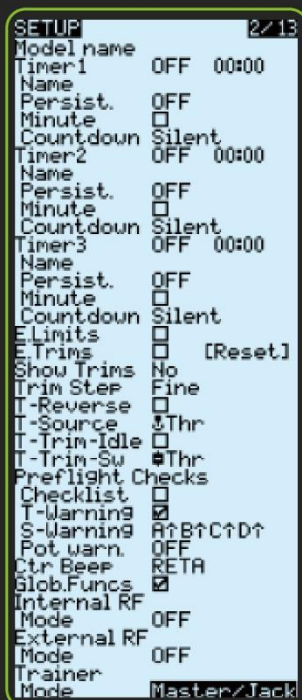 SETUP 2/13
Model name
Timer1 OFF 00:00
Name
Persist. OFF
Minute
Countdown Silent
Timer2 OFF 00:00
Name
Persist. OFF
Minute
Countdown Silent
Timer3 OFF 00:00
Name
Persist. OFF
Minute
Countdown Silent
E.Limits
E.Trims [Reset]
Show Trims No
Trim Step Fine
T-Reverse
T-Source Thr
T-Trim-Idle
T-Trim-Sw Thr
Preflight Checks
Checklist
T-Warning
S-Warning A↑B↑C↑D↑
Pot warn. OFF
Ctr Beep RETA
Glob.Funcs
Internal RF
Mode OFF
External RF
Mode OFF
Trainer
Mode Master/Jack